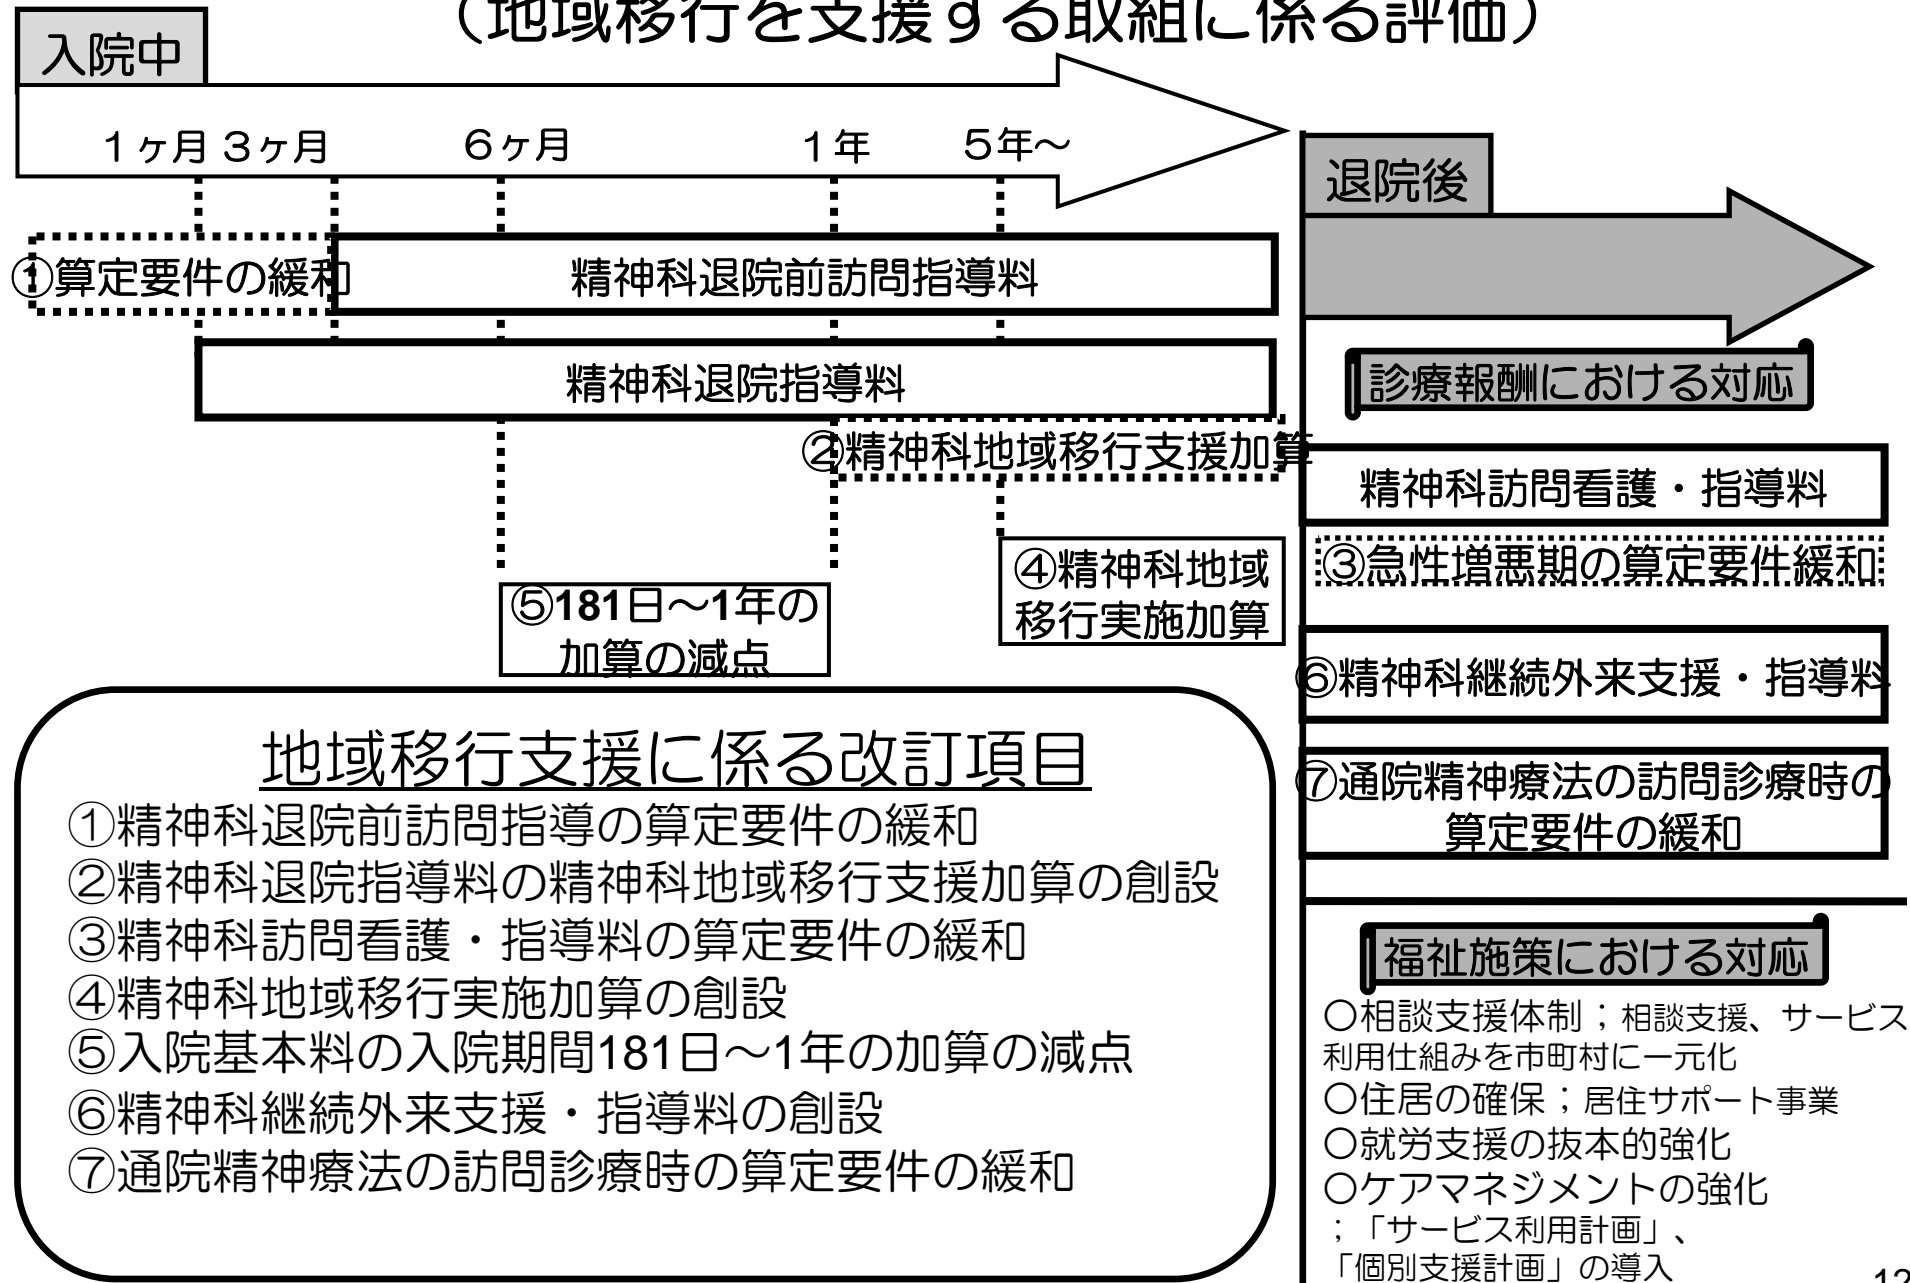 （地域移行を支援する取組に係る評価）
入院中
１ヶ月 ３ヶ月 ６ヶ月 １年 ５年～
退院後
①算定要件の緩和
精神科退院前訪問指導料
精神科退院指導料
②精神科地域移行支援加算
④精神科地域
移行実施加算
⑤181日～1年の
加算の減点
診療報酬における対応
精神科訪問看護・指導料
③急性増悪期の算定要件緩和
⑥精神科継続外来支援・指導料
⑦通院精神療法の訪問診療時の
算定要件の緩和
地域移行支援に係る改訂項目
①精神科退院前訪問指導の算定要件の緩和
②精神科退院指導料の精神科地域移行支援加算の創設
③精神科訪問看護・指導料の算定要件の緩和
④精神科地域移行実施加算の創設
⑤入院基本料の入院期間181日～1年の加算の減点
⑥精神科継続外来支援・指導料の創設
⑦通院精神療法の訪問診療時の算定要件の緩和
福祉施策における対応
○相談支援体制；相談支援、サービス
利用仕組みを市町村に一元化
○住居の確保；居住サポート事業
○就労支援の抜本的強化
○ケアマネジメントの強化
；「サービス利用計画」、
「個別支援計画」の導入